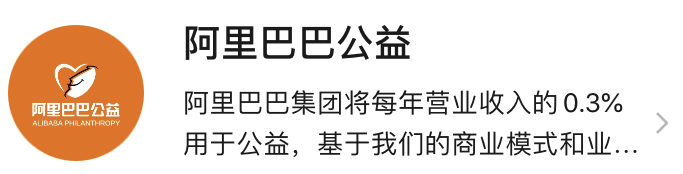 阿里巴巴公益
阿里巴巴公益
ALIBABA PHILANTHROPY
阿里巴巴集团将每年营业收入的0.3%
用于公益，基于我们的商业模式和业…